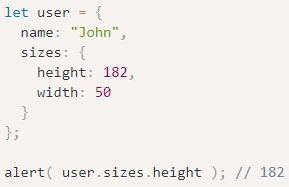 let user = {
  name: "John",
  sizes: {
    height: 182,
    width: 50
  }
};

alert( user.sizes.height ); // 182